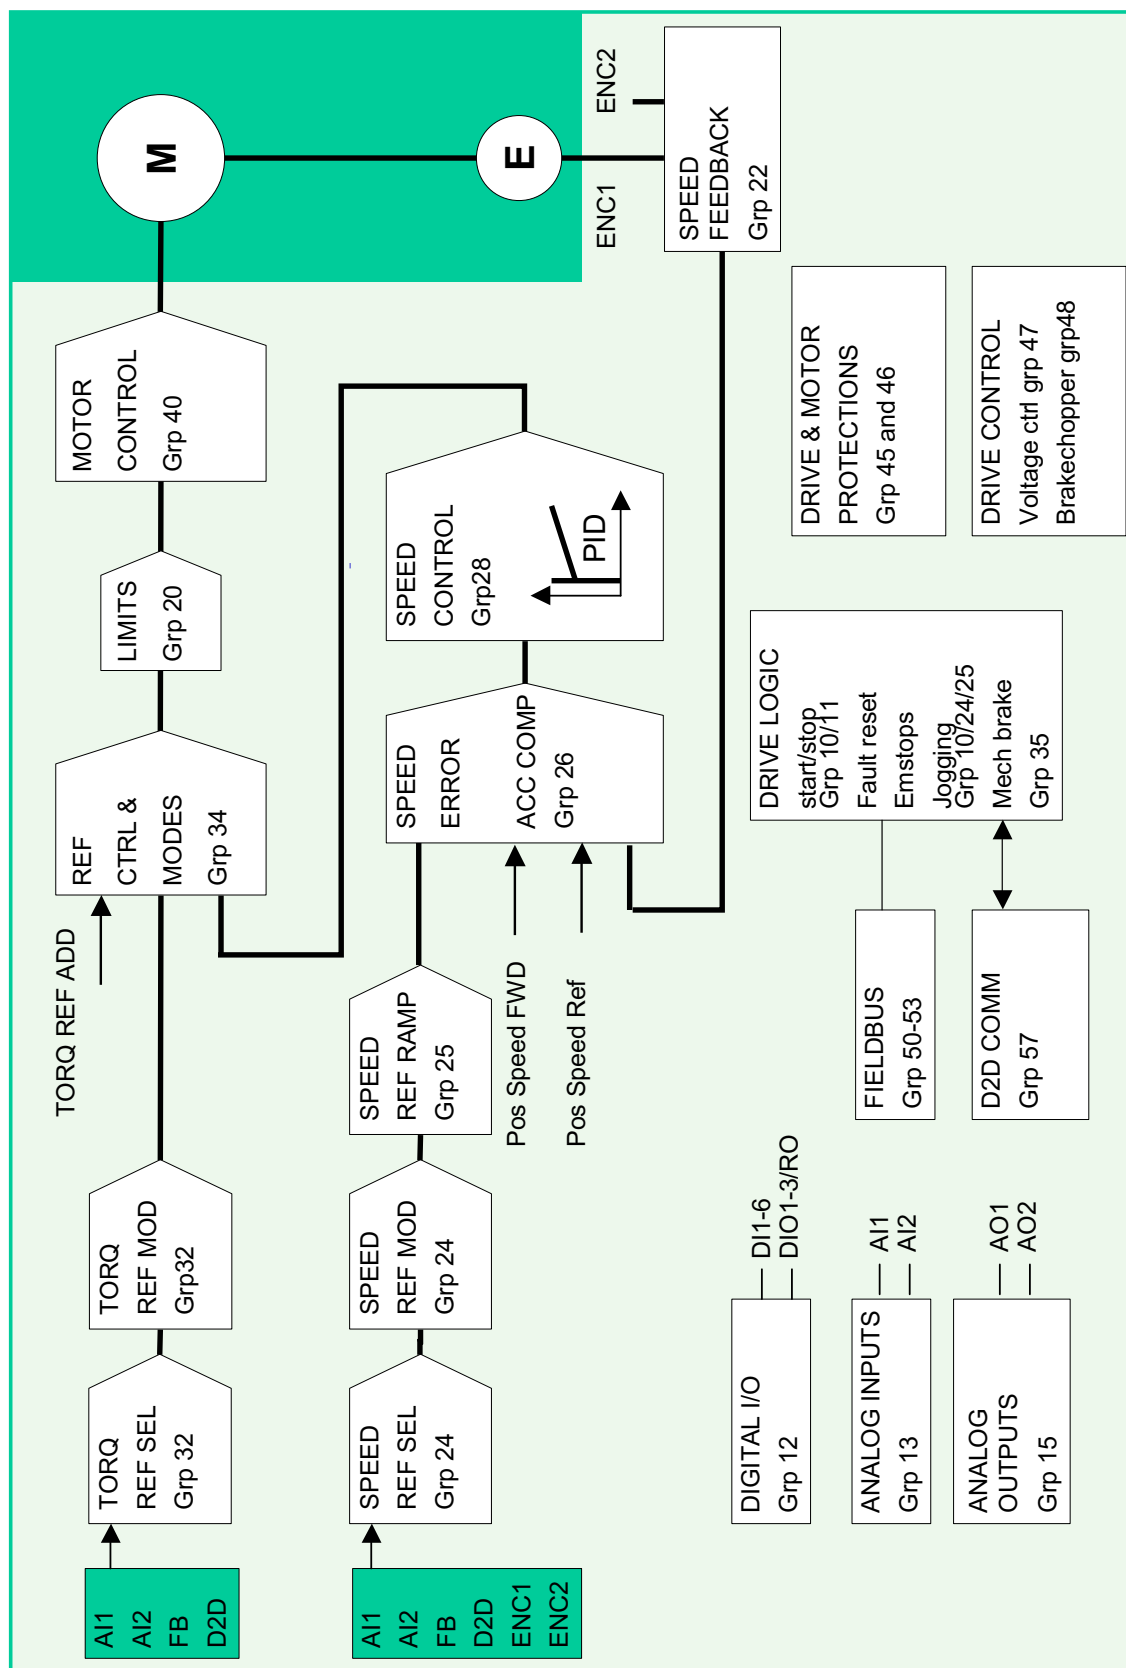 AI1
AI2
FB
D2D
TORQ
REF SEL
Grp 32
TORQ
REF MOD
Grp32
TORQ REF ADD
REF
CTRL &
MODES
Grp 34
LIMITS
Grp 20
MOTOR
CONTROL
Grp 40
M
AI1
AI2
FB
D2D
ENC1
ENC2
SPEED
REF SEL
Grp 24
SPEED
REF MOD
Grp 24
SPEED
REF RAMP
Grp 25
Pos Speed FWD
Pos Speed Ref
SPEED
ERROR
ACC COMP
Grp 26
SPEED
CONTROL
Grp28
PID
E
ENC1
ENC2
SPEED
FEEDBACK
Grp 22
DIGITAL I/O
Grp 12
DI1-6
DIO1-3/RO
ANALOG INPUTS
Grp 13
AI1
AI2
ANALOG
OUTPUTS
Grp 15
AO1
AO2
FIELDBUS
Grp 50-53
D2D COMM
Grp 57
DRIVE LOGIC
start/stop
Grp 10/11
Fault reset
Emstops
Jogging
Grp 10/24/25
Mech brake
Grp 35
DRIVE & MOTOR
PROTECTIONS
Grp 45 and 46
DRIVE CONTROL
Voltage ctrl grp 47
Brakechopper grp48